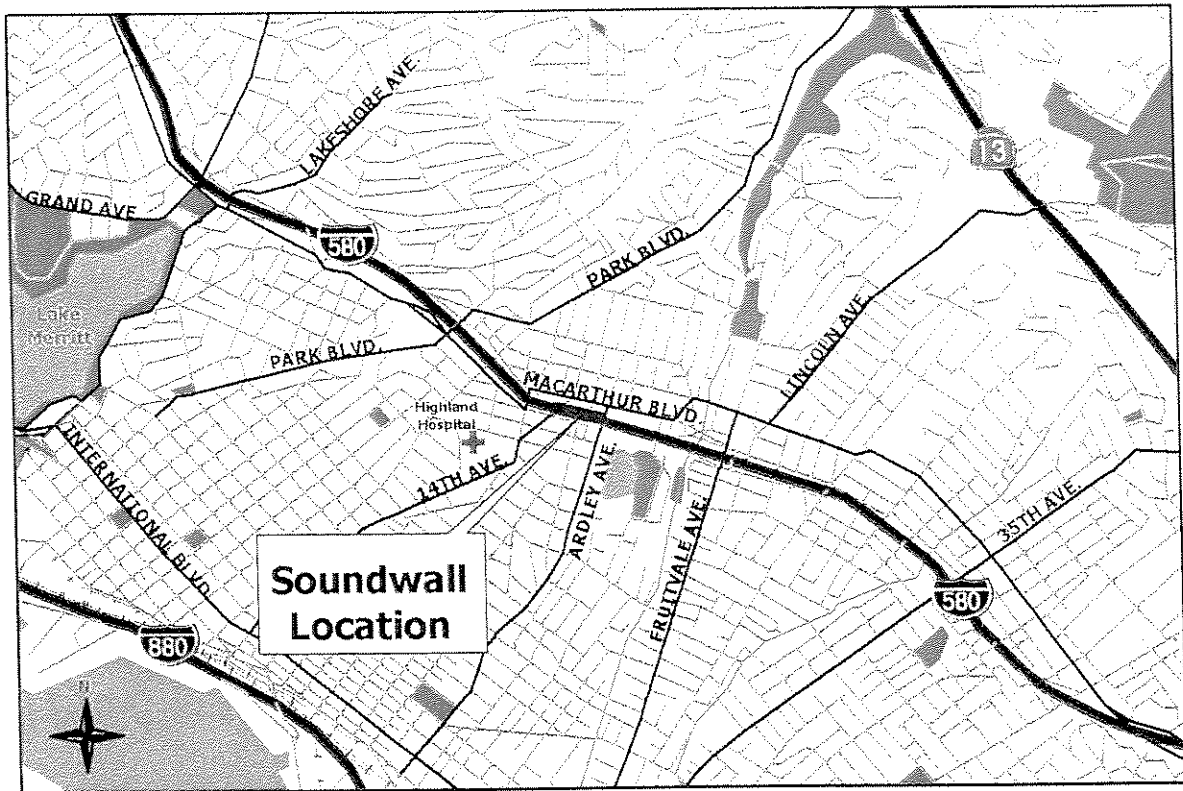 LAKESHORE AVE.
13
GRAND AVE
580
PARK BLVD.
LINCOLN AVE.
Lake
Merritt
PARK BLVD.
MACARTHUR BLVD
Highland
Hospital
14TH AVE.
INTERNATIONAL BLVD.
ARDLEY AVE.
FRUITVALE AVE.
35TH AVE.
Soundwall
Location
580
880
N